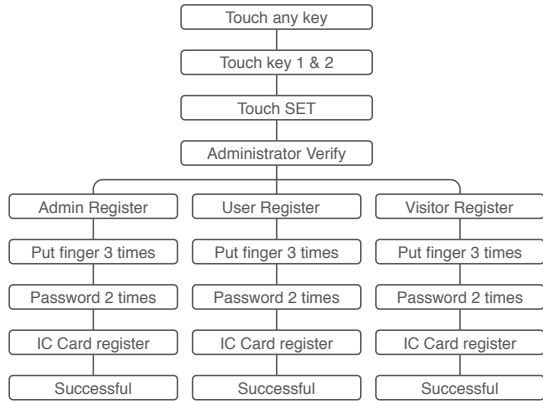 Touch any key
Touch key 1 & 2
Touch SET
Administrator Verify
Admin Register
User Register
Visitor Register
Put finger 3 times
Put finger 3 times
Put finger 3 times
Password 2 times
Password 2 times
Password 2 times
IC Card register
IC Card register
IC Card register
Successful
Successful
Successful